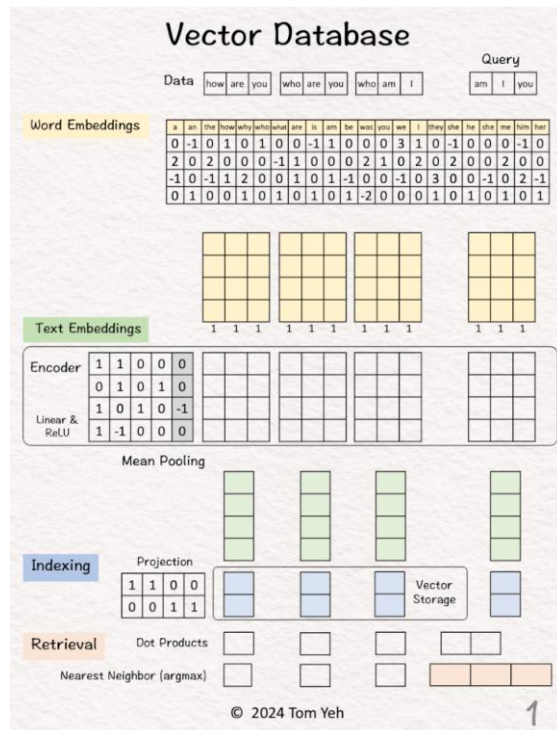 Vector Database
Query
Data how are you who are you who am I am I you
Word Embeddings
a an the how why who what are is am be was you we I they she he she me him her
0 -1 0 1 0 1 0 0 -1 1 0 0 0 3 1 0 1 0 0 0 -1 0
2 0 2 0 0 0 -1 1 0 0 0 2 1 0 2 0 2 0 0 2 0 0
-1 0 -1 1 2 0 0 1 0 1 -1 0 0 -1 0 3 0 0 -1 0 2 -1
0 1 0 0 1 0 1 0 1 0 1 -2 0 0 0 1 0 1 0 1 0 1
1 1 1 1 1 1 1 1 1 1 1 1
Text Embeddings
Encoder
1 1 0 0 0
0 1 0 1 0
1 0 1 0 -1
Linear &
ReLU
1 -1 0 0 0
Mean Pooling
Indexing
Projection
1 1 0 0
0 0 1 1
Vector
Storage
Retrieval
Dot Products
Nearest Neighbor (argmax)
© 2024 Tom Yeh
1